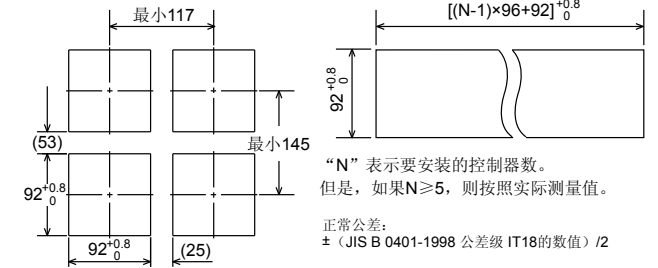 最小117
[(N-1)×96+92]+0.8 0
92+0.8 0
(53)
最小145
92+0.8 0
92+0.8 0
(25)
“N”表示要安装的控制器数。
但是，如果N≥5，则按照实际测量值。
正常公差：
±（JIS B 0401-1998 公差级 IT18的数值）/2